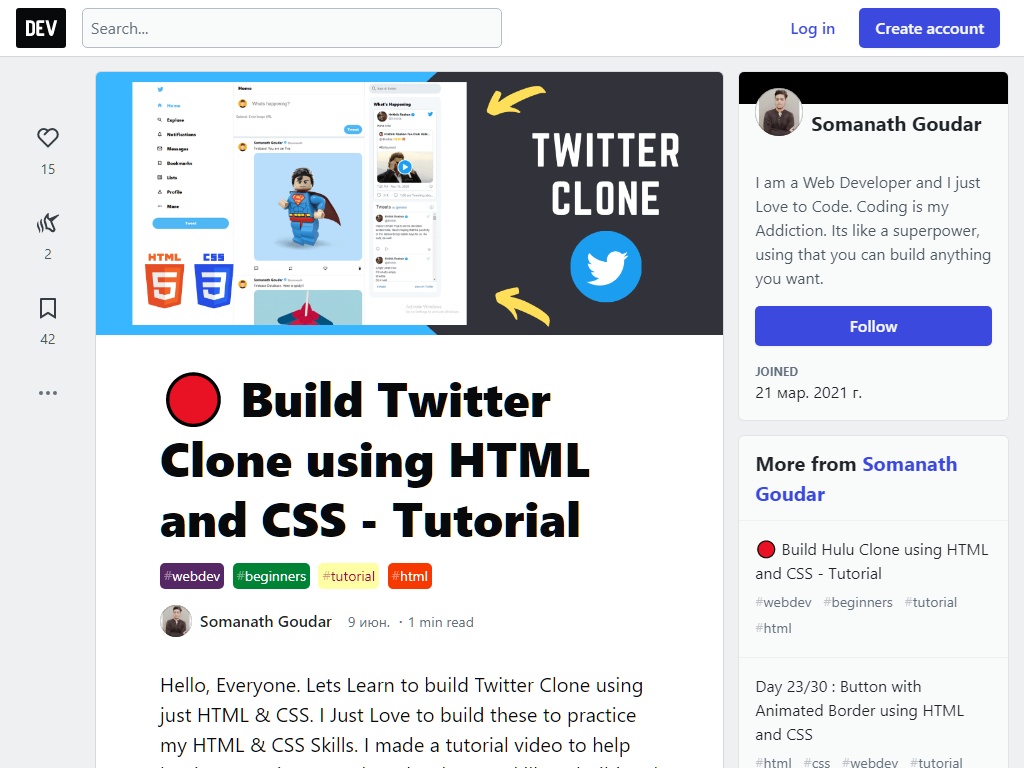 DEV
Search...
Log in
Create account
15
2
42
Home
Explore
Notifications
Messages
Bookmarks
Lists
Profile
More
Tweet
Home
Whats happening?
Tweet
Somanath Goudar
What's Happening
HTML
CSS
Somanath Goudar
TWITTER
CLONE
🔴 Build Twitter
Clone using HTML
and CSS - Tutorial
#webdev #beginners #tutorial #html
Somanath Goudar 9 июн. · 1 min read
Hello, Everyone. Lets Learn to build Twitter Clone using
just HTML & CSS. I Just Love to build these to practice
my HTML & CSS Skills. I made a tutorial video to help
Somanath Goudar
I am a Web Developer and I just
Love to Code. Coding is my
Addiction. Its like a superpower,
using that you can build anything
you want.
Follow
JOINED
21 мар. 2021 г.
More from Somanath
Goudar
🔴 Build Hulu Clone using HTML
and CSS - Tutorial
#webdev #beginners #tutorial
#html
Day 23/30 : Button with
Animated Border using HTML
and CSS
#html #css #webdev #tutorial